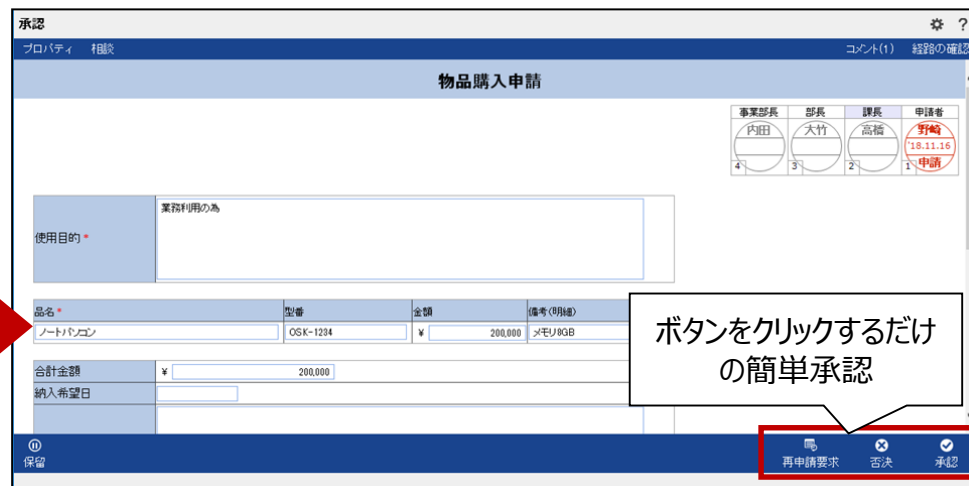 承認
?
プロパティ 相談 コメント(1) 経路の確認
物品購入申請
事業部長 部長 課長 申請者
内田 大竹 高橋 野崎
'18.11.16
申請
4 3 2 1
業務利用の為
使用目的 *
品名 * 型番 金額 備考(明細)
ノートパソコン OSK-1234 ¥ 200,000 メモリ8GB
ボタンをクリックするだけ
の簡単承認
合計金額 ¥ 200,000
納入希望日
保留 再申請要求 否決 承認